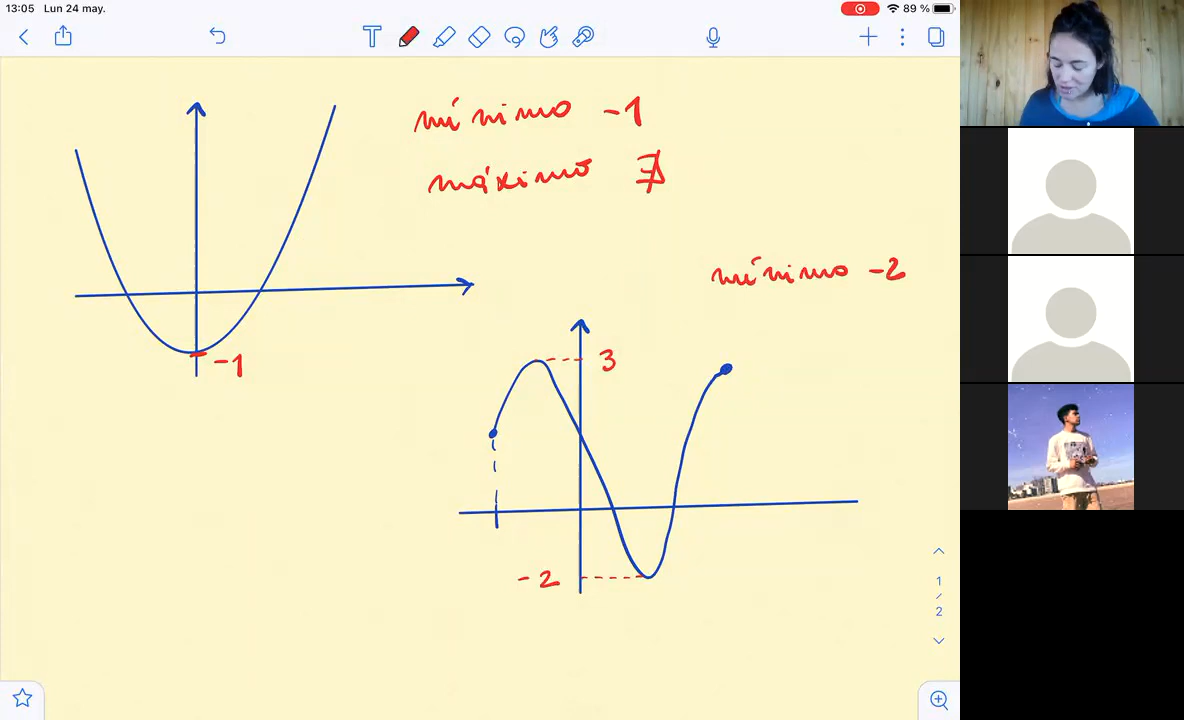 13:05 Lun 24 may.
89 %
T
mínimo -1
máximo ∄
mínimo -2
-1
3
-2
1
/
2